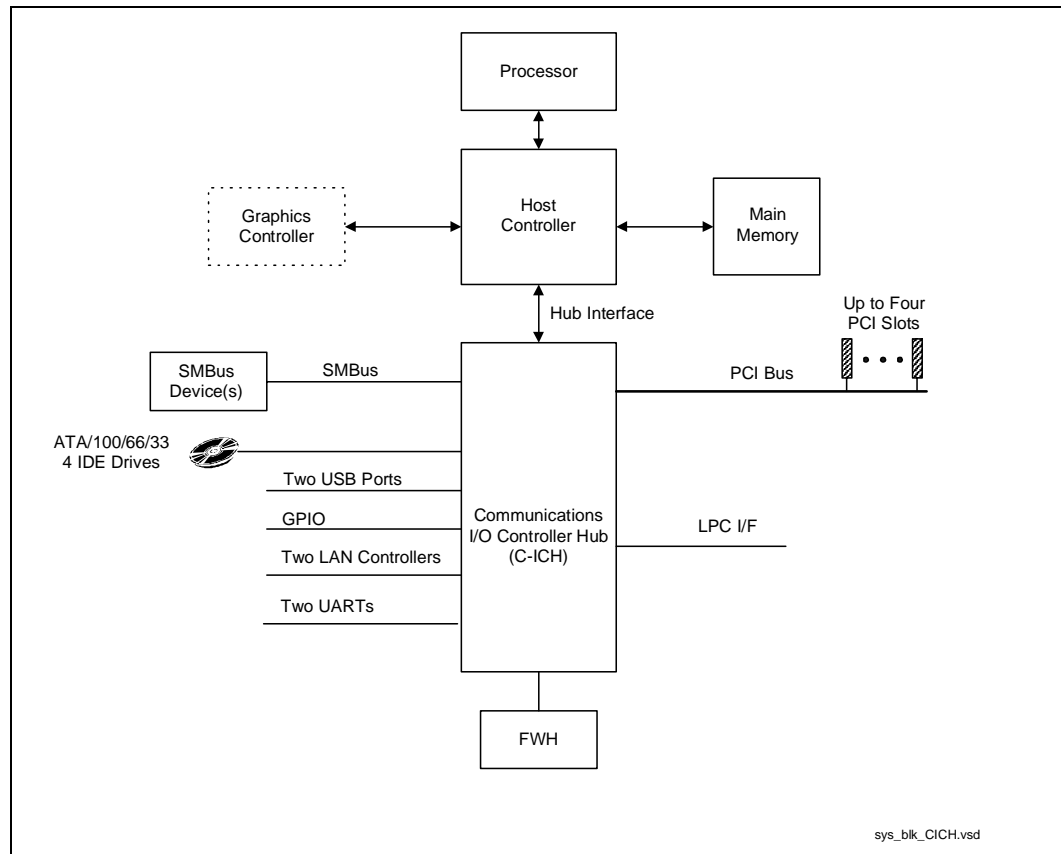 Processor
Graphics
Controller
Host
Controller
Main
Memory
Hub Interface
Up to Four
PCI Slots
SMBus
Device(s)
SMBus
PCI Bus
ATA/100/66/33
4 IDE Drives
Two USB Ports
GPIO
Two LAN Controllers
Two UARTs
Communications
I/O Controller Hub
(C-ICH)
LPC I/F
FWH
sys_blk_CICH.vsd